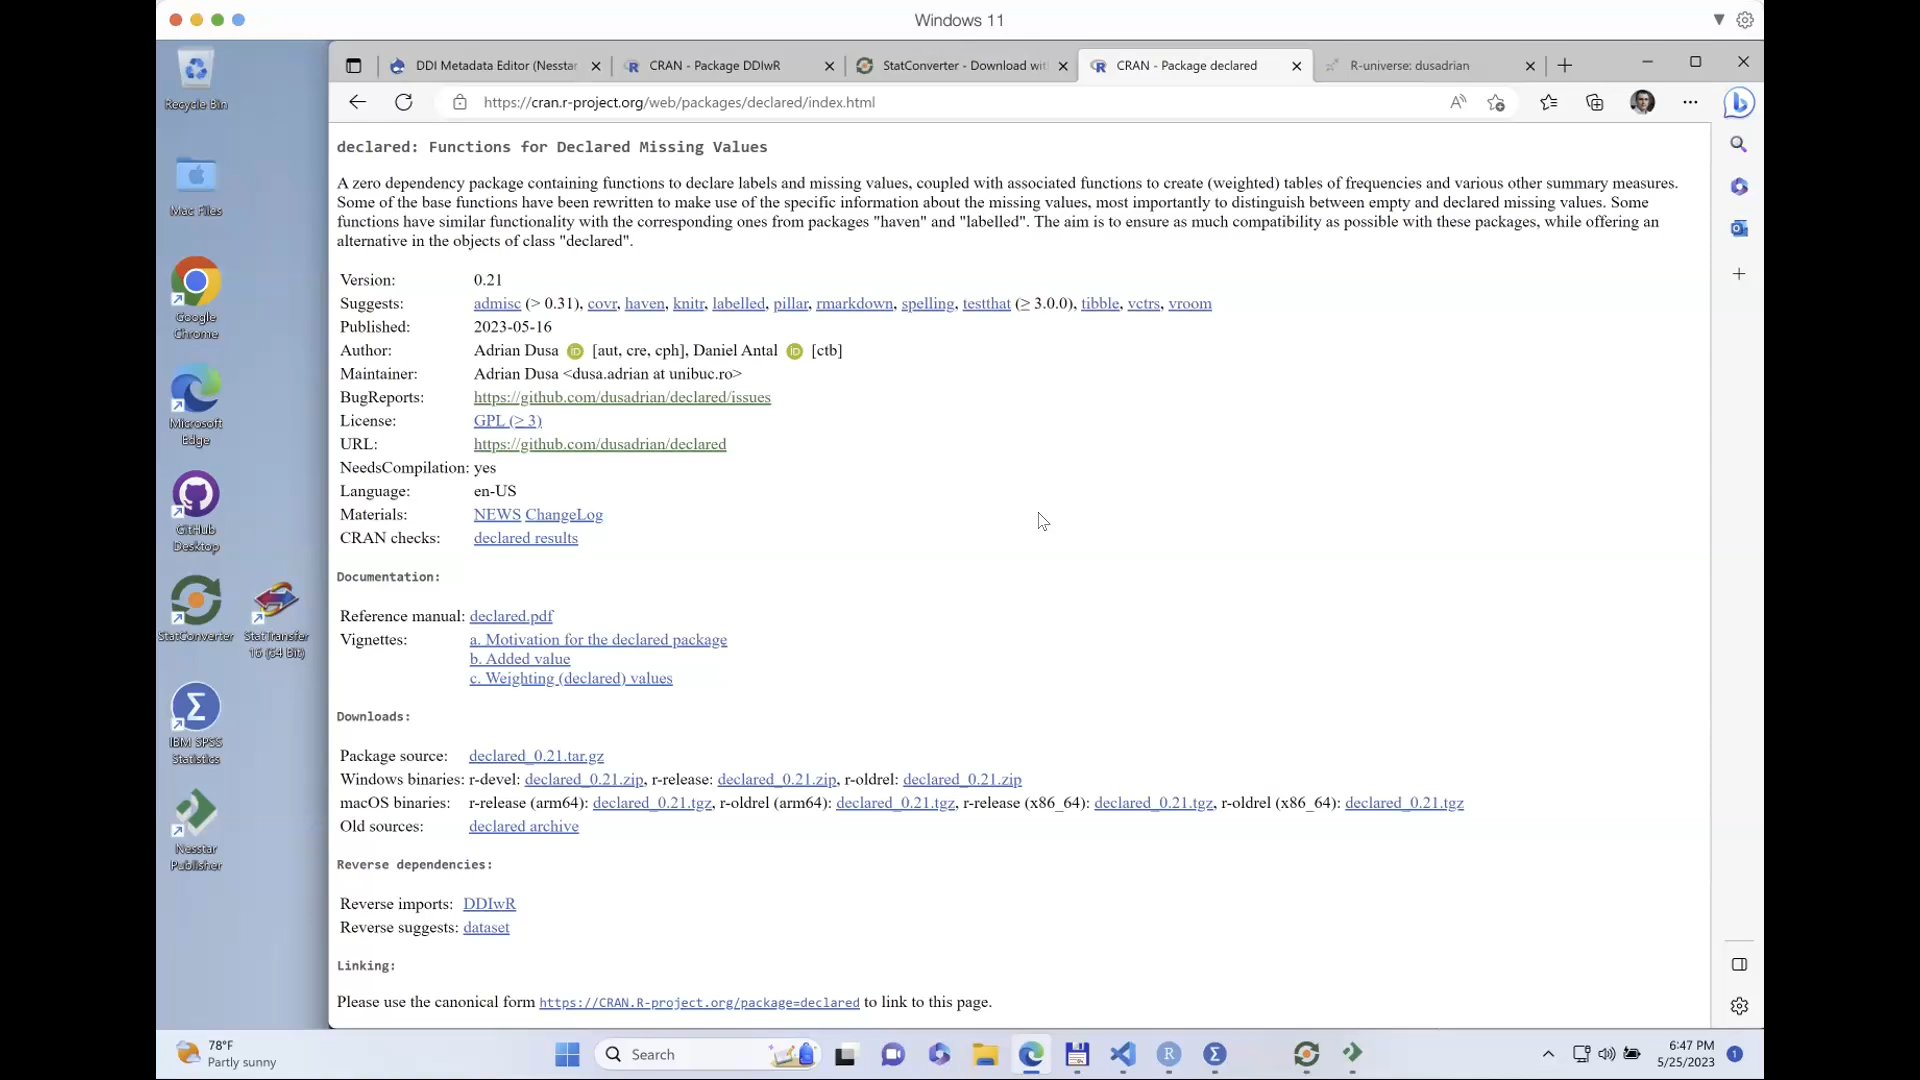 Windows 11
DDI Metadata Editor (Nesstar
CRAN - Package DDIwR
StatConverter - Download wit
CRAN - Package declared
R-universe: dusadrian
https://cran.r-project.org/web/packages/declared/index.html
Recycle Bin
Mac Files
Google Chrome
Microsoft Edge
GitHub Desktop
StatConverter
StatTransfer 16 (64 Bit)
IBM SPSS Statistics
Nesstar Publisher
declared: Functions for Declared Missing Values
A zero dependency package containing functions to declare labels and missing values, coupled with associated functions to create (weighted) tables of frequencies and various other summary measures.
Some of the base functions have been rewritten to make use of the specific information about the missing values, most importantly to distinguish between empty and declared missing values. Some
functions have similar functionality with the corresponding ones from packages "haven" and "labelled". The aim is to ensure as much compatibility as possible with these packages, while offering an
alternative in the objects of class "declared".
Version: 0.21
Suggests: admisc (> 0.31), covr, haven, knitr, labelled, pillar, rmarkdown, spelling, testthat (≥ 3.0.0), tibble, vctrs, vroom
Published: 2023-05-16
Author: Adrian Dusa iD [aut, cre, cph], Daniel Antal iD [ctb]
Maintainer: Adrian Dusa <dusa.adrian at unibuc.ro>
BugReports: https://github.com/dusadrian/declared/issues
License: GPL (≥ 3)
URL: https://github.com/dusadrian/declared
NeedsCompilation: yes
Language: en-US
Materials: NEWS ChangeLog
CRAN checks: declared results
Documentation:
Reference manual: declared.pdf
Vignettes: a. Motivation for the declared package
b. Added value
c. Weighting (declared) values
Downloads:
Package source: declared_0.21.tar.gz
Windows binaries: r-devel: declared_0.21.zip, r-release: declared_0.21.zip, r-oldrel: declared_0.21.zip
macOS binaries: r-release (arm64): declared_0.21.tgz, r-oldrel (arm64): declared_0.21.tgz, r-release (x86_64): declared_0.21.tgz, r-oldrel (x86_64): declared_0.21.tgz
Old sources: declared archive
Reverse dependencies:
Reverse imports: DDIwR
Reverse suggests: dataset
Linking:
Please use the canonical form https://CRAN.R-project.org/package=declared to link to this page.
78°F
Partly sunny
Search
6:47 PM
5/25/2023
1